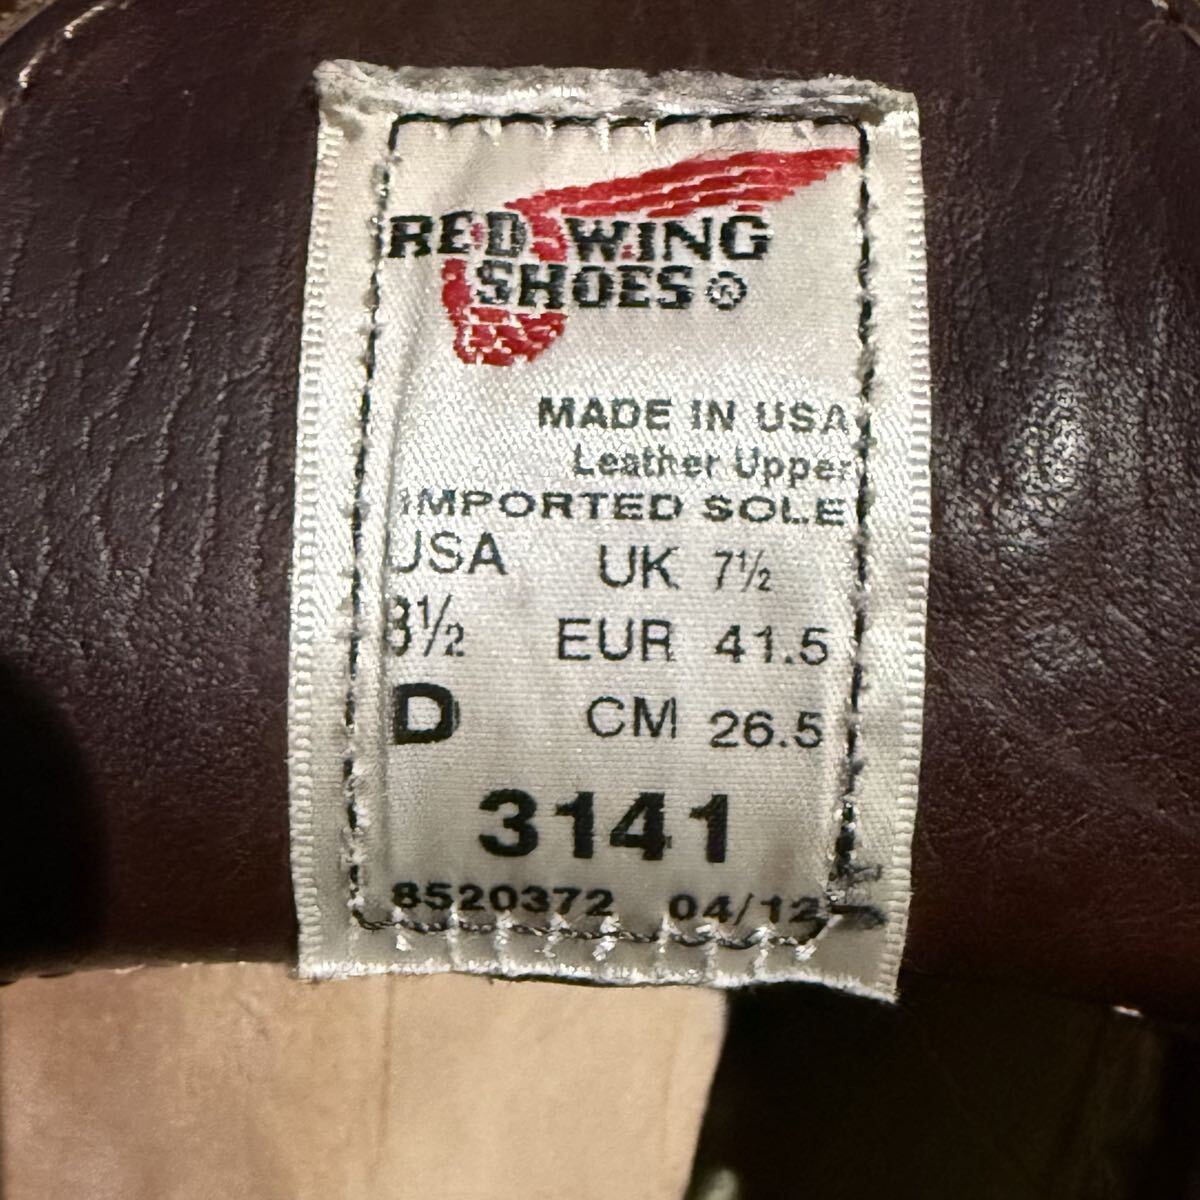 RED WING
SHOES ®
MADE IN USA
Leather Upper
IMPORTED SOLE
USA UK 7½
8½ EUR 41.5
D CM 26.5
3141
8520372 04/12